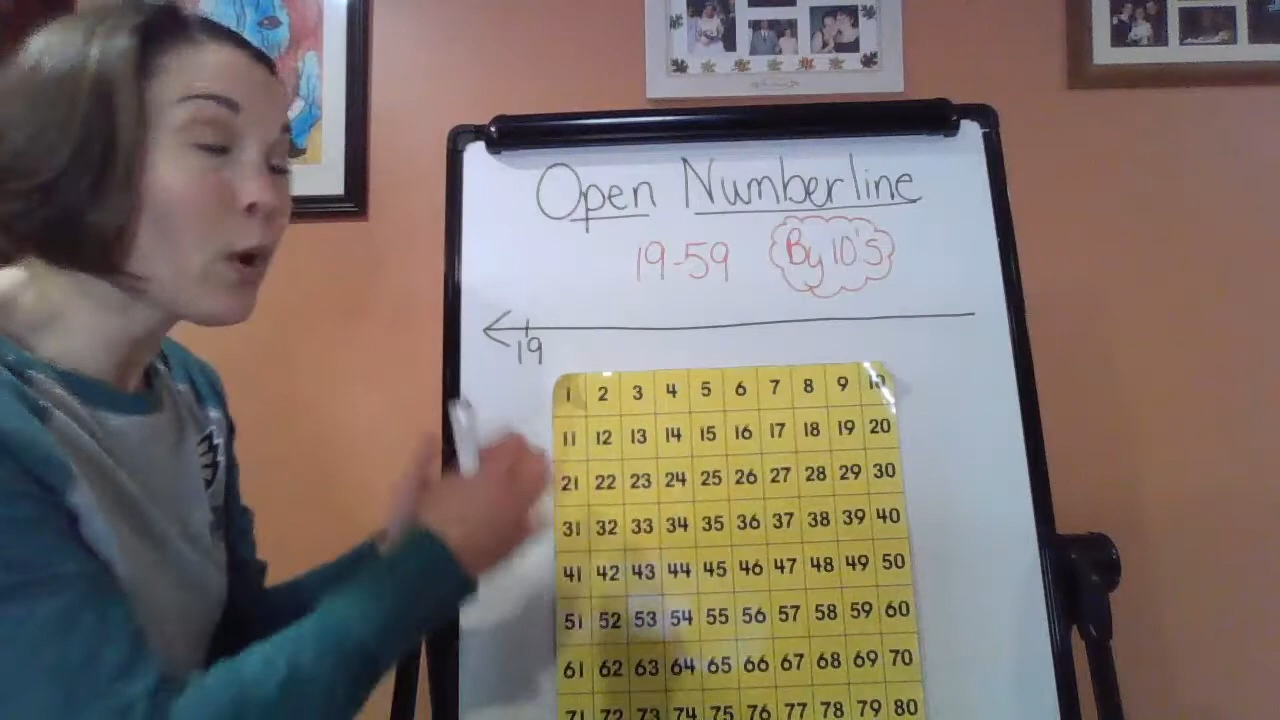 Open Numberline
19-59 By 10's
19
1 2 3 4 5 6 7 8 9 10
11 12 13 14 15 16 17 18 19 20
21 22 23 24 25 26 27 28 29 30
31 32 33 34 35 36 37 38 39 40
41 42 43 44 45 46 47 48 49 50
51 52 53 54 55 56 57 58 59 60
61 62 63 64 65 66 67 68 69 70
71 72 73 74 75 76 77 78 79 80